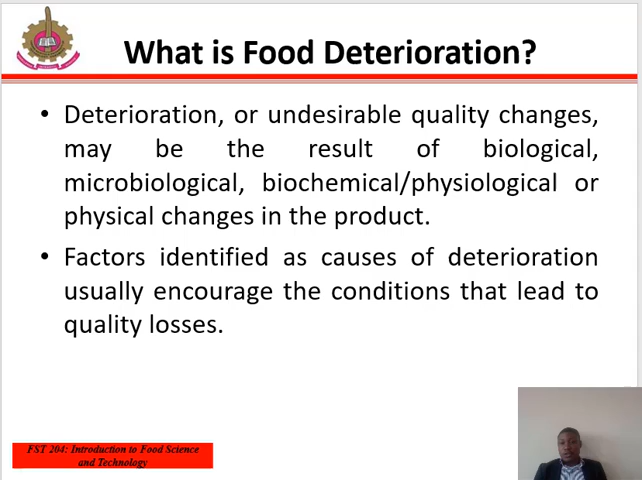 What is Food Deterioration?
• Deterioration, or undesirable quality changes,
may be the result of biological,
microbiological, biochemical/physiological or
physical changes in the product.
• Factors identified as causes of deterioration
usually encourage the conditions that lead to
quality losses.
FST 204: Introduction to Food Science
and Technology